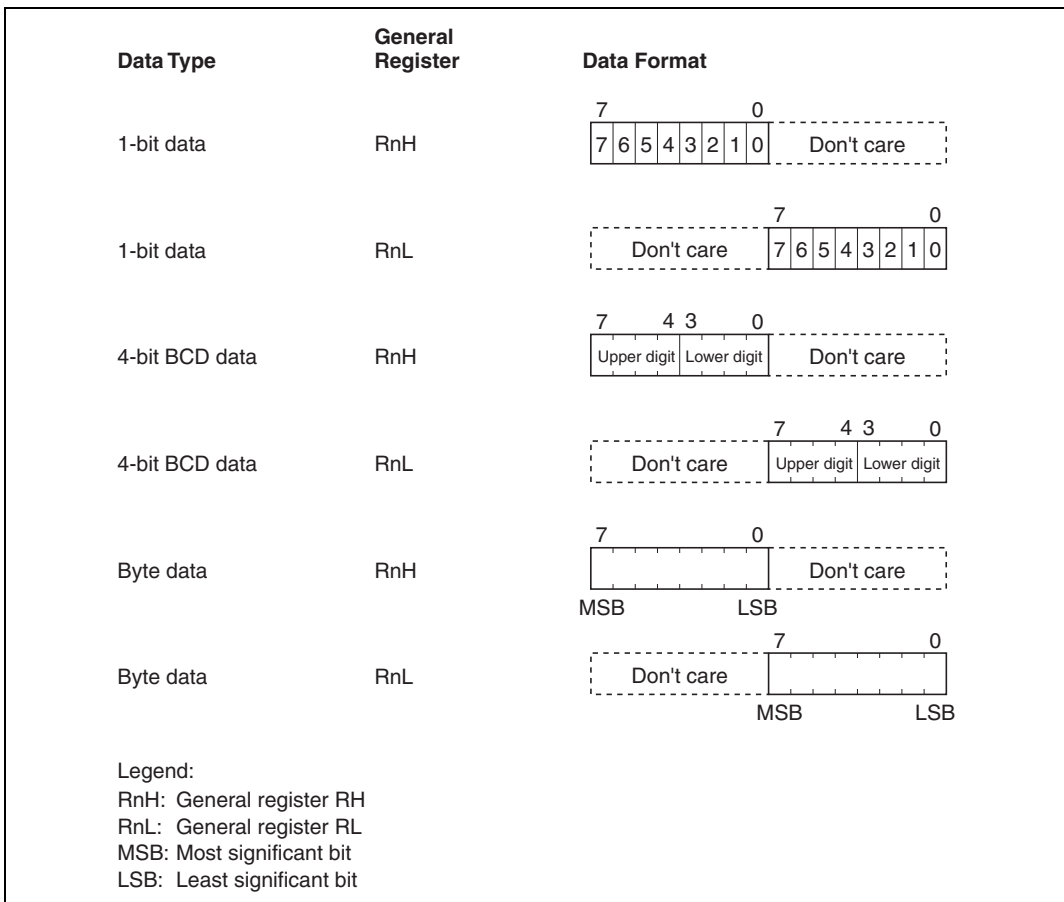 Data Type General Register Data Format
7 0
1-bit data RnH 7 6 5 4 3 2 1 0 Don't care
7 0
1-bit data RnL Don't care 7 6 5 4 3 2 1 0
7 4 3 0
4-bit BCD data RnH Upper digit Lower digit Don't care
7 4 3 0
4-bit BCD data RnL Don't care Upper digit Lower digit
7 0
Byte data RnH Don't care
MSB LSB
7 0
Byte data RnL Don't care
MSB LSB
Legend:
RnH: General register RH
RnL: General register RL
MSB: Most significant bit
LSB: Least significant bit